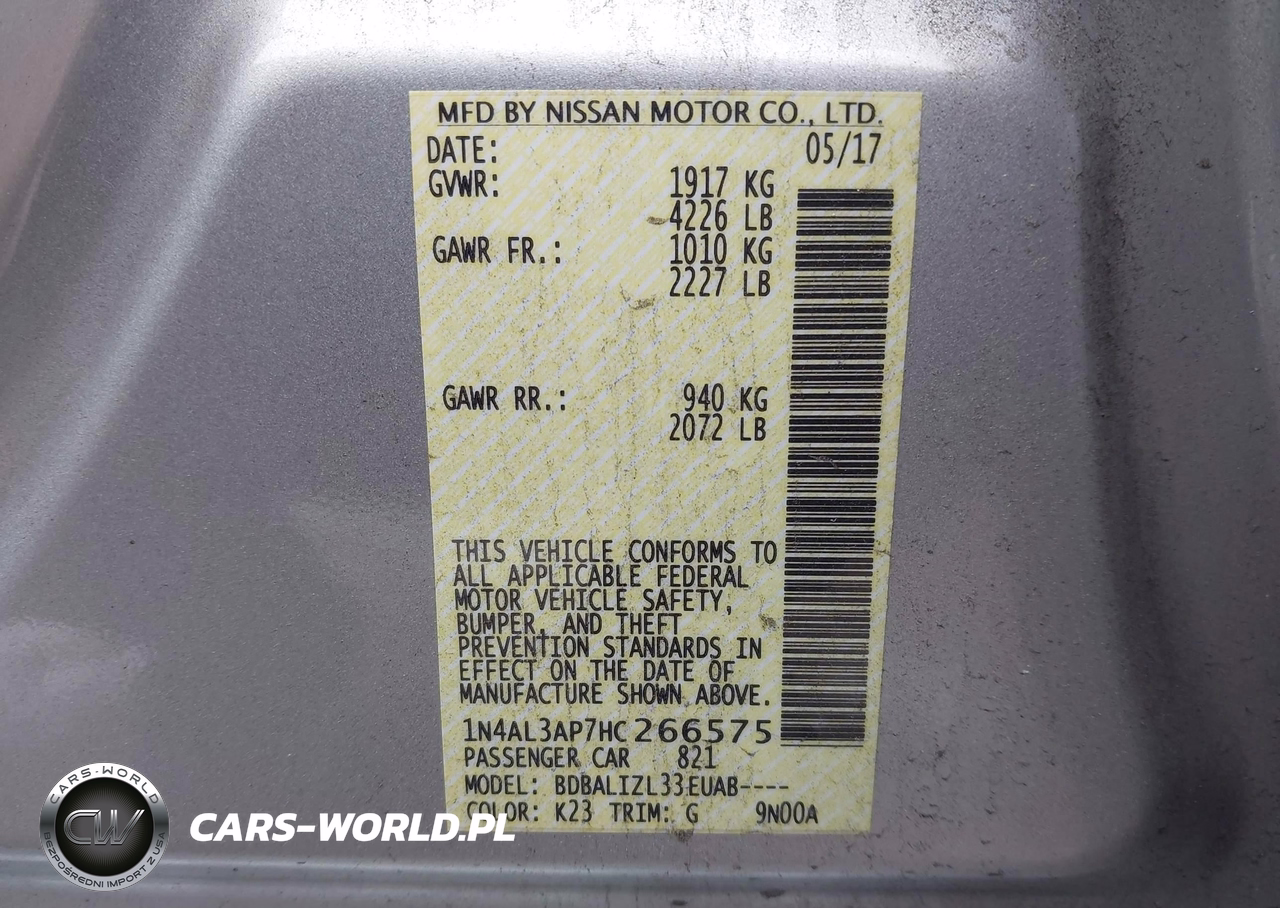 MFD BY NISSAN MOTOR CO., LTD.
DATE: 05/17
GVWR: 1917 KG
4226 LB
GAWR FR.: 1010 KG
2227 LB
GAWR RR.: 940 KG
2072 LB
THIS VEHICLE CONFORMS TO
ALL APPLICABLE FEDERAL
MOTOR VEHICLE SAFETY,
BUMPER, AND THEFT
PREVENTION STANDARDS IN
EFFECT ON THE DATE OF
MANUFACTURE SHOWN ABOVE.
1N4AL3AP7HC266575
PASSENGER CAR 821
MODEL: BDBALIZL33EUAB----
COLOR: K23 TRIM: G 9N00A
CARS-WORLD
CW
BEZPOŚREDNI IMPORT Z USA
CARS-WORLD.PL